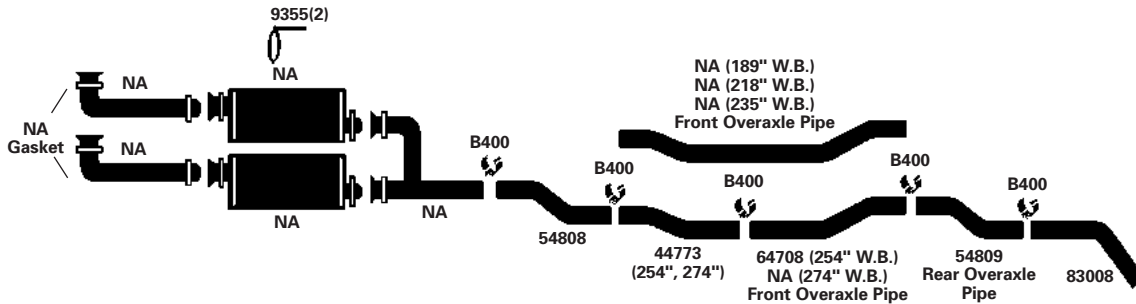 9355(2)
NA
NA
NA
Gasket
NA
NA
NA
B400
54808
B400
44773
(254", 274")
NA (189" W.B.)
NA (218" W.B.)
NA (235" W.B.)
Front Overaxle Pipe
B400
64708 (254" W.B.)
NA (274" W.B.)
Front Overaxle Pipe
B400
54809
Rear Overaxle
Pipe
B400
83008